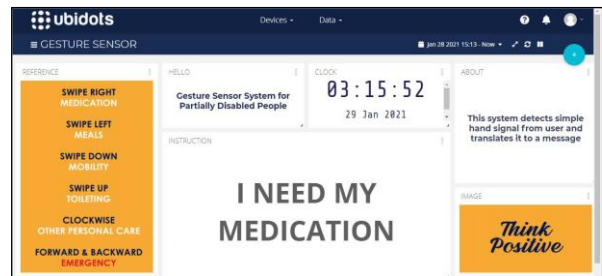 ubidots
Devices
Data
GESTURE SENSOR
Jan 28 2021 15:13 - Now
REFERENCE
SWIPE RIGHT
MEDICATION
SWIPE LEFT
MEALS
SWIPE DOWN
MOBILITY
SWIPE UP
TOILETING
CLOCKWISE
OTHER PERSONAL CARE
FORWARD & BACKWARD
EMERGENCY
HELLO
Gesture Sensor System for
Partially Disabled People
CLOCK
03:15:52
29 Jan 2021
INSTRUCTION
I NEED MY
MEDICATION
ABOUT
This system detects simple
hand signal from user and
translates it to a message
IMAGE
Think
Positive